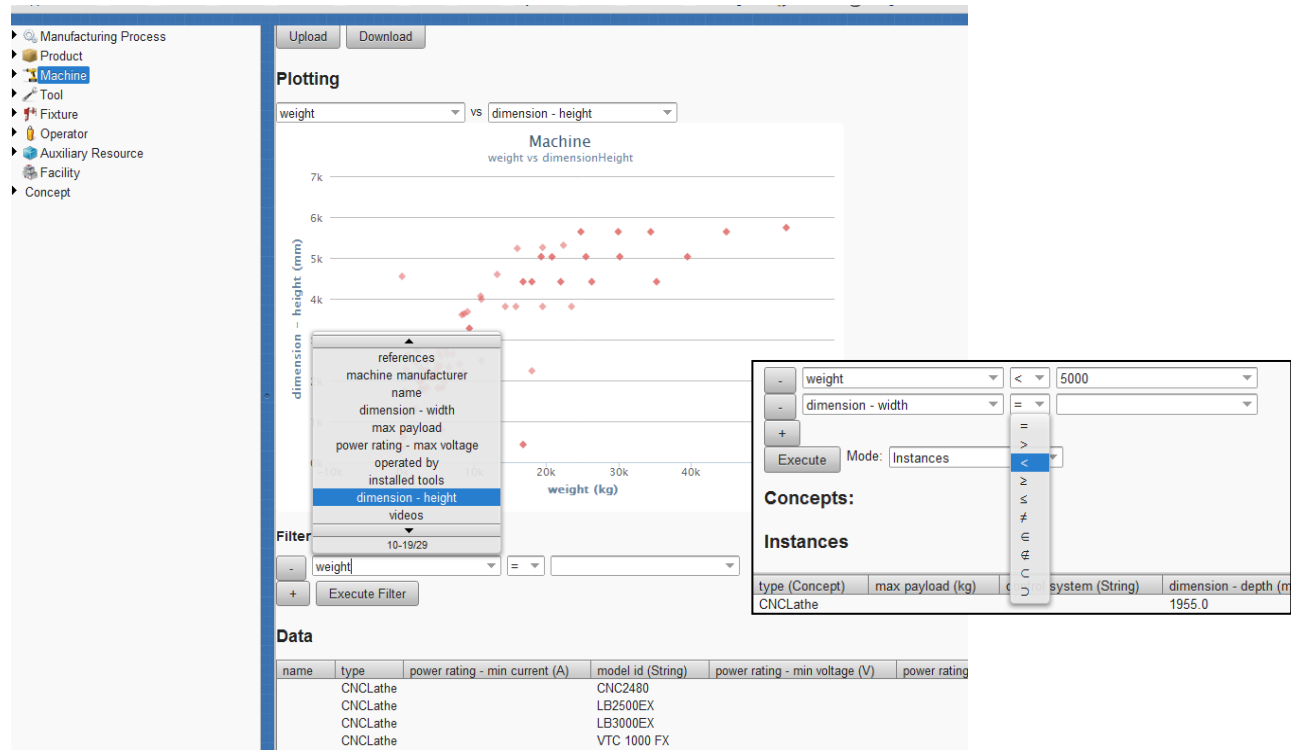 Manufacturing Process
Product
Machine
Tool
Fixture
Operator
Auxiliary Resource
Facility
Concept
Upload Download
Plotting
weight vs dimension - height
Machine
weight vs dimensionHeight
7k
6k
5k
4k
dimension - height (mm)
10k 20k 30k 40k
weight (kg)
references
machine manufacturer
name
dimension - width
max payload
power rating - max voltage
operated by
installed tools
dimension - height
videos
10-19/29
Filter
- weight =
+ Execute Filter
Data
name type power rating - min current (A) model id (String) power rating - min voltage (V) power rating
CNCLathe CNC2480
CNCLathe LB2500EX
CNCLathe LB3000EX
CNCLathe VTC 1000 FX
- weight < 5000
- dimension - width =
+
Execute Mode: Instances
=
>
<
≥
≤
≠
∈
∉
⊂
⊃
Concepts:
Instances
type (Concept) max payload (kg) system (String) dimension - depth (m
CNCLathe 1955.0